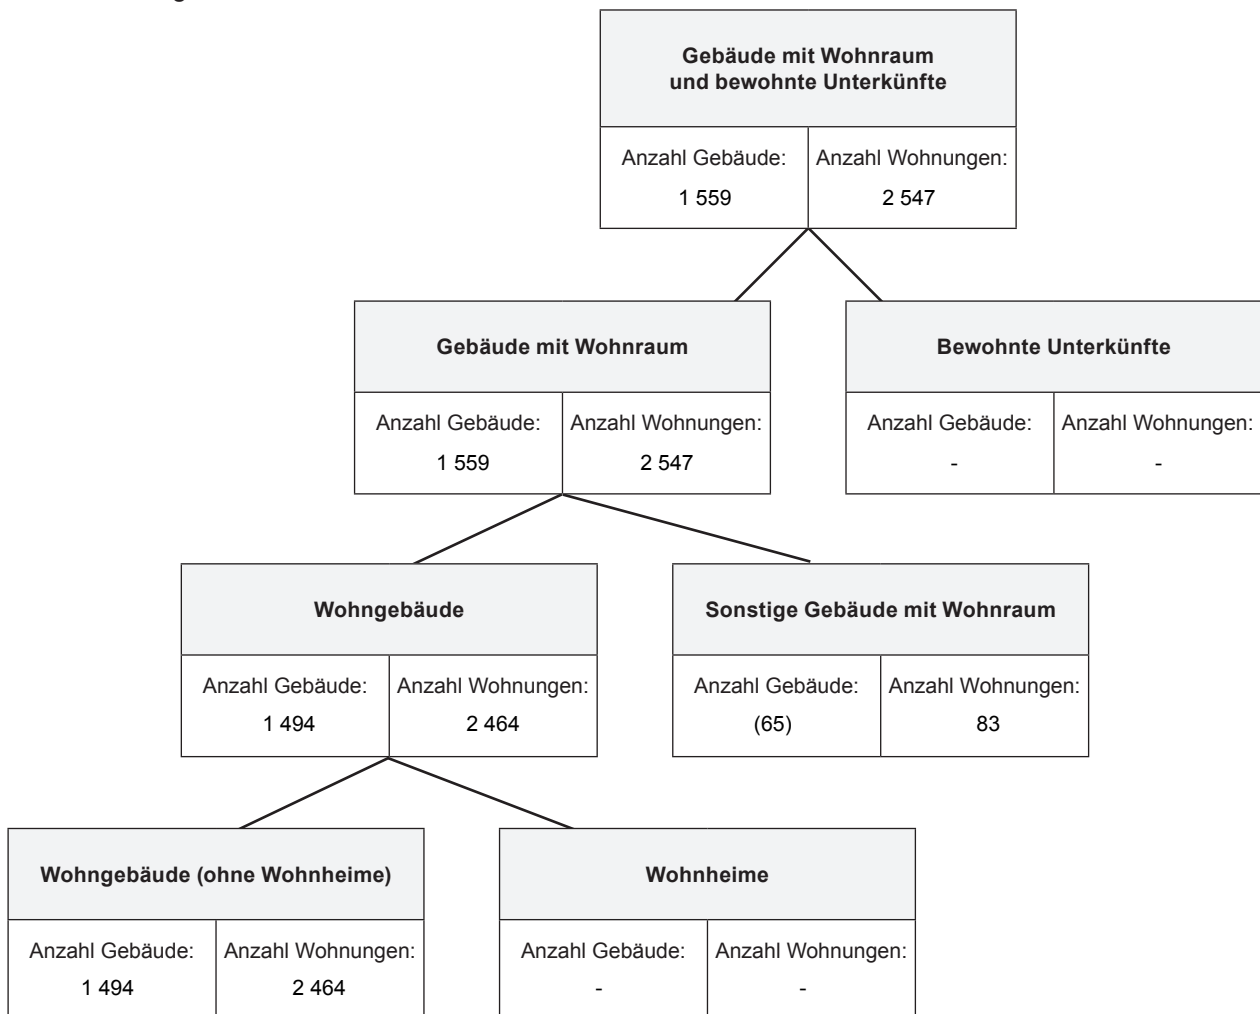 Gebäude mit Wohnraum
und bewohnte Unterkünfte
Anzahl Gebäude: Anzahl Wohnungen:
1 559 2 547
Gebäude mit Wohnraum
Anzahl Gebäude: Anzahl Wohnungen:
1 559 2 547
Bewohnte Unterkünfte
Anzahl Gebäude: Anzahl Wohnungen:
- -
Wohngebäude
Anzahl Gebäude: Anzahl Wohnungen:
1 494 2 464
Sonstige Gebäude mit Wohnraum
Anzahl Gebäude: Anzahl Wohnungen:
(65) 83
Wohngebäude (ohne Wohnheime)
Anzahl Gebäude: Anzahl Wohnungen:
1 494 2 464
Wohnheime
Anzahl Gebäude: Anzahl Wohnungen:
- -